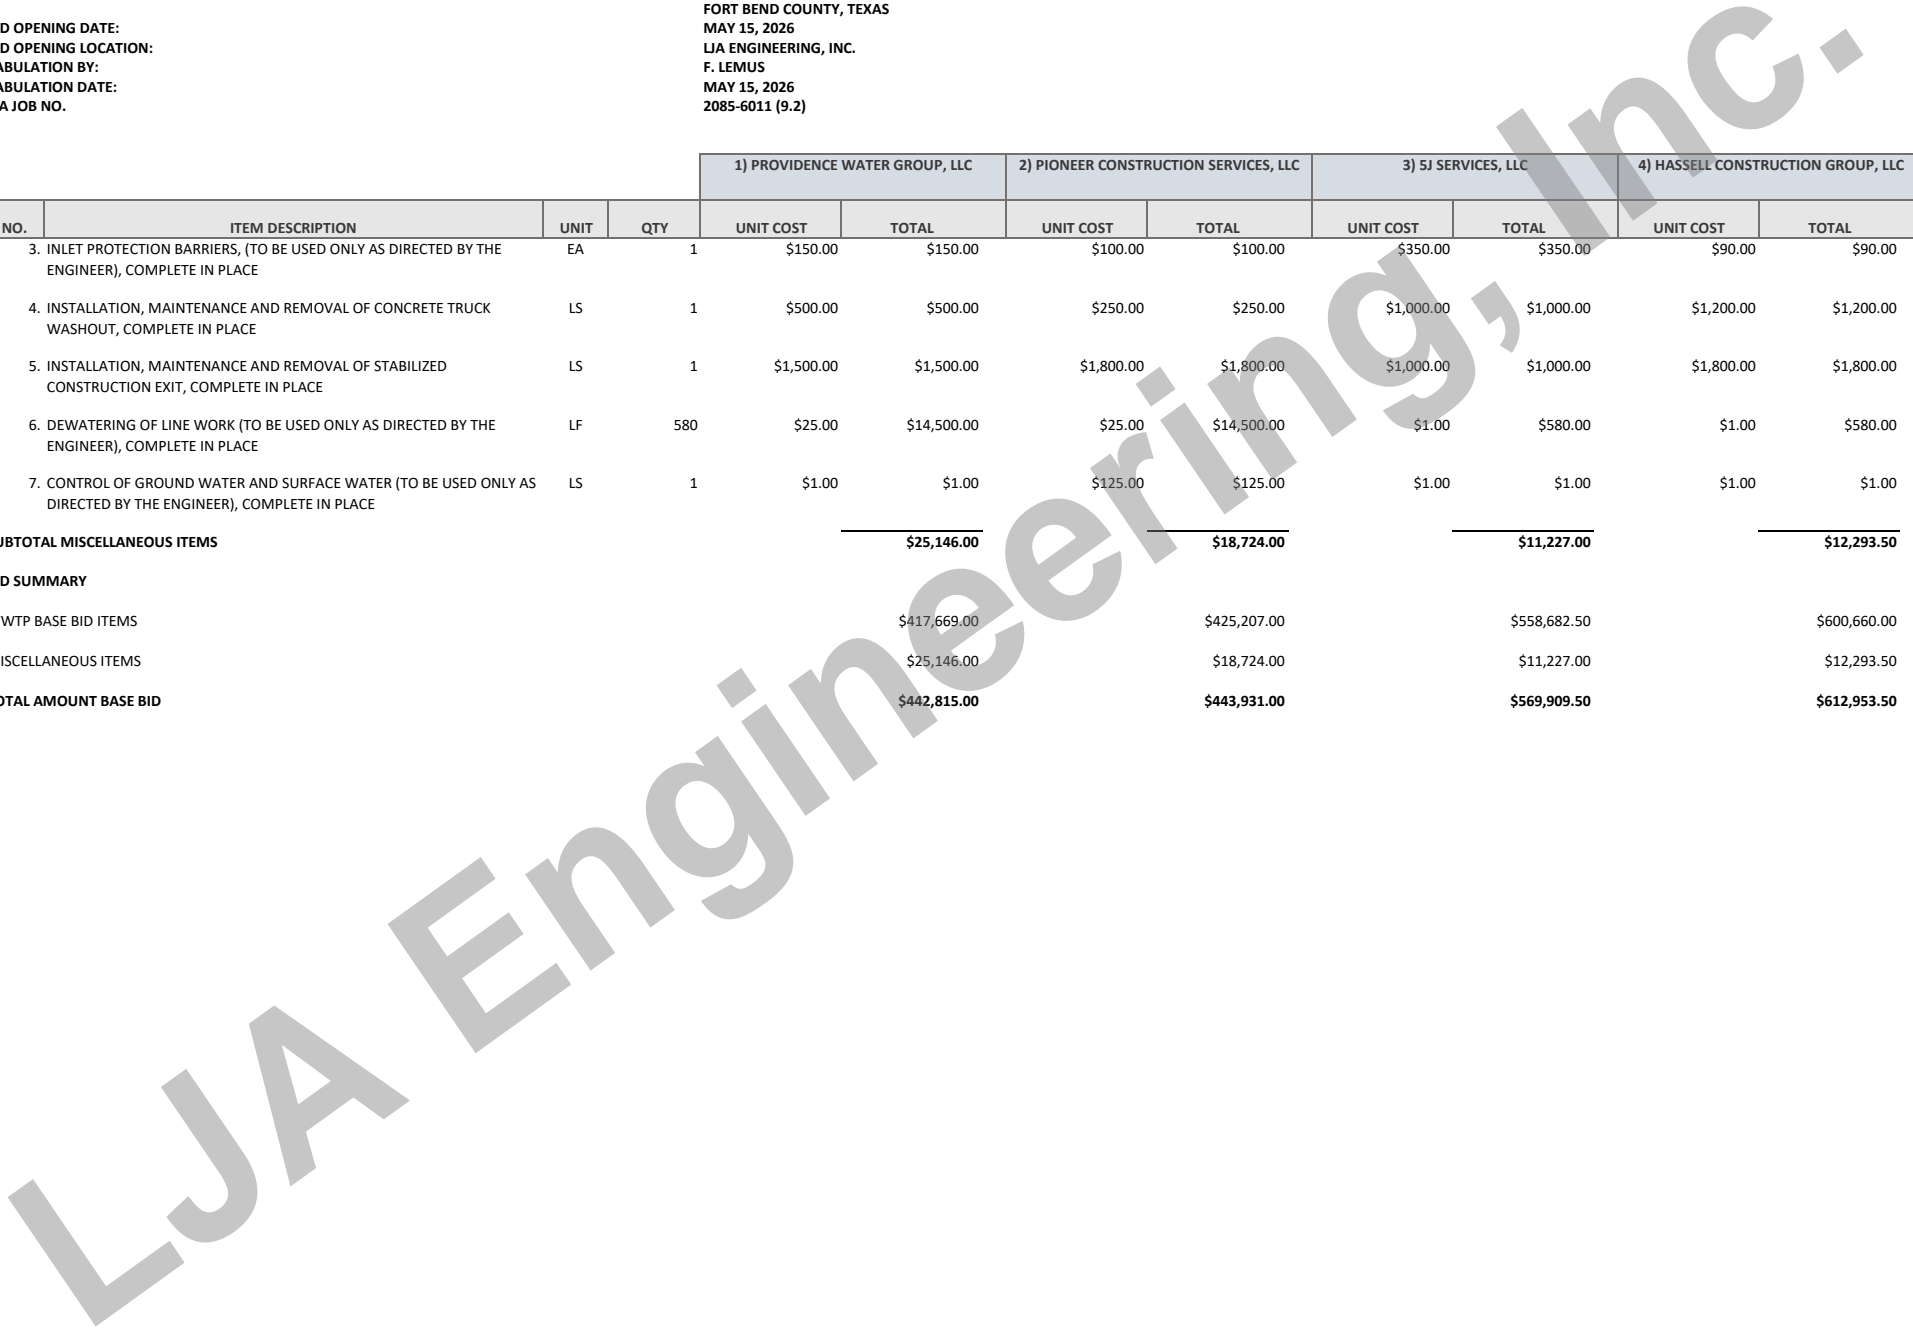 FORT BEND COUNTY, TEXAS
D OPENING DATE: MAY 15, 2026
D OPENING LOCATION: LJA ENGINEERING, INC.
ABULATION BY: F. LEMUS
ABULATION DATE: MAY 15, 2026
A JOB NO. 2085-6011 (9.2)
1) PROVIDENCE WATER GROUP, LLC 2) PIONEER CONSTRUCTION SERVICES, LLC 3) 5J SERVICES, LLC 4) HASSELL CONSTRUCTION GROUP, LLC
NO. ITEM DESCRIPTION UNIT QTY UNIT COST TOTAL UNIT COST TOTAL UNIT COST TOTAL UNIT COST TOTAL
3. INLET PROTECTION BARRIERS, (TO BE USED ONLY AS DIRECTED BY THE EA 1 $150.00 $150.00 $100.00 $100.00 $350.00 $350.00 $90.00 $90.00
ENGINEER), COMPLETE IN PLACE
4. INSTALLATION, MAINTENANCE AND REMOVAL OF CONCRETE TRUCK LS 1 $500.00 $500.00 $250.00 $250.00 $1,000.00 $1,000.00 $1,200.00 $1,200.00
WASHOUT, COMPLETE IN PLACE
5. INSTALLATION, MAINTENANCE AND REMOVAL OF STABILIZED LS 1 $1,500.00 $1,500.00 $1,800.00 $1,800.00 $1,000.00 $1,000.00 $1,800.00 $1,800.00
CONSTRUCTION EXIT, COMPLETE IN PLACE
6. DEWATERING OF LINE WORK (TO BE USED ONLY AS DIRECTED BY THE LF 580 $25.00 $14,500.00 $25.00 $14,500.00 $1.00 $580.00 $1.00 $580.00
ENGINEER), COMPLETE IN PLACE
7. CONTROL OF GROUND WATER AND SURFACE WATER (TO BE USED ONLY AS LS 1 $1.00 $1.00 $125.00 $125.00 $1.00 $1.00 $1.00 $1.00
DIRECTED BY THE ENGINEER), COMPLETE IN PLACE
UBTOTAL MISCELLANEOUS ITEMS $25,146.00 $18,724.00 $11,227.00 $12,293.50
D SUMMARY
WTP BASE BID ITEMS $417,669.00 $425,207.00 $558,682.50 $600,660.00
ISCELLANEOUS ITEMS $25,146.00 $18,724.00 $11,227.00 $12,293.50
OTAL AMOUNT BASE BID $442,815.00 $443,931.00 $569,909.50 $612,953.50
LJA Engineering, Inc.